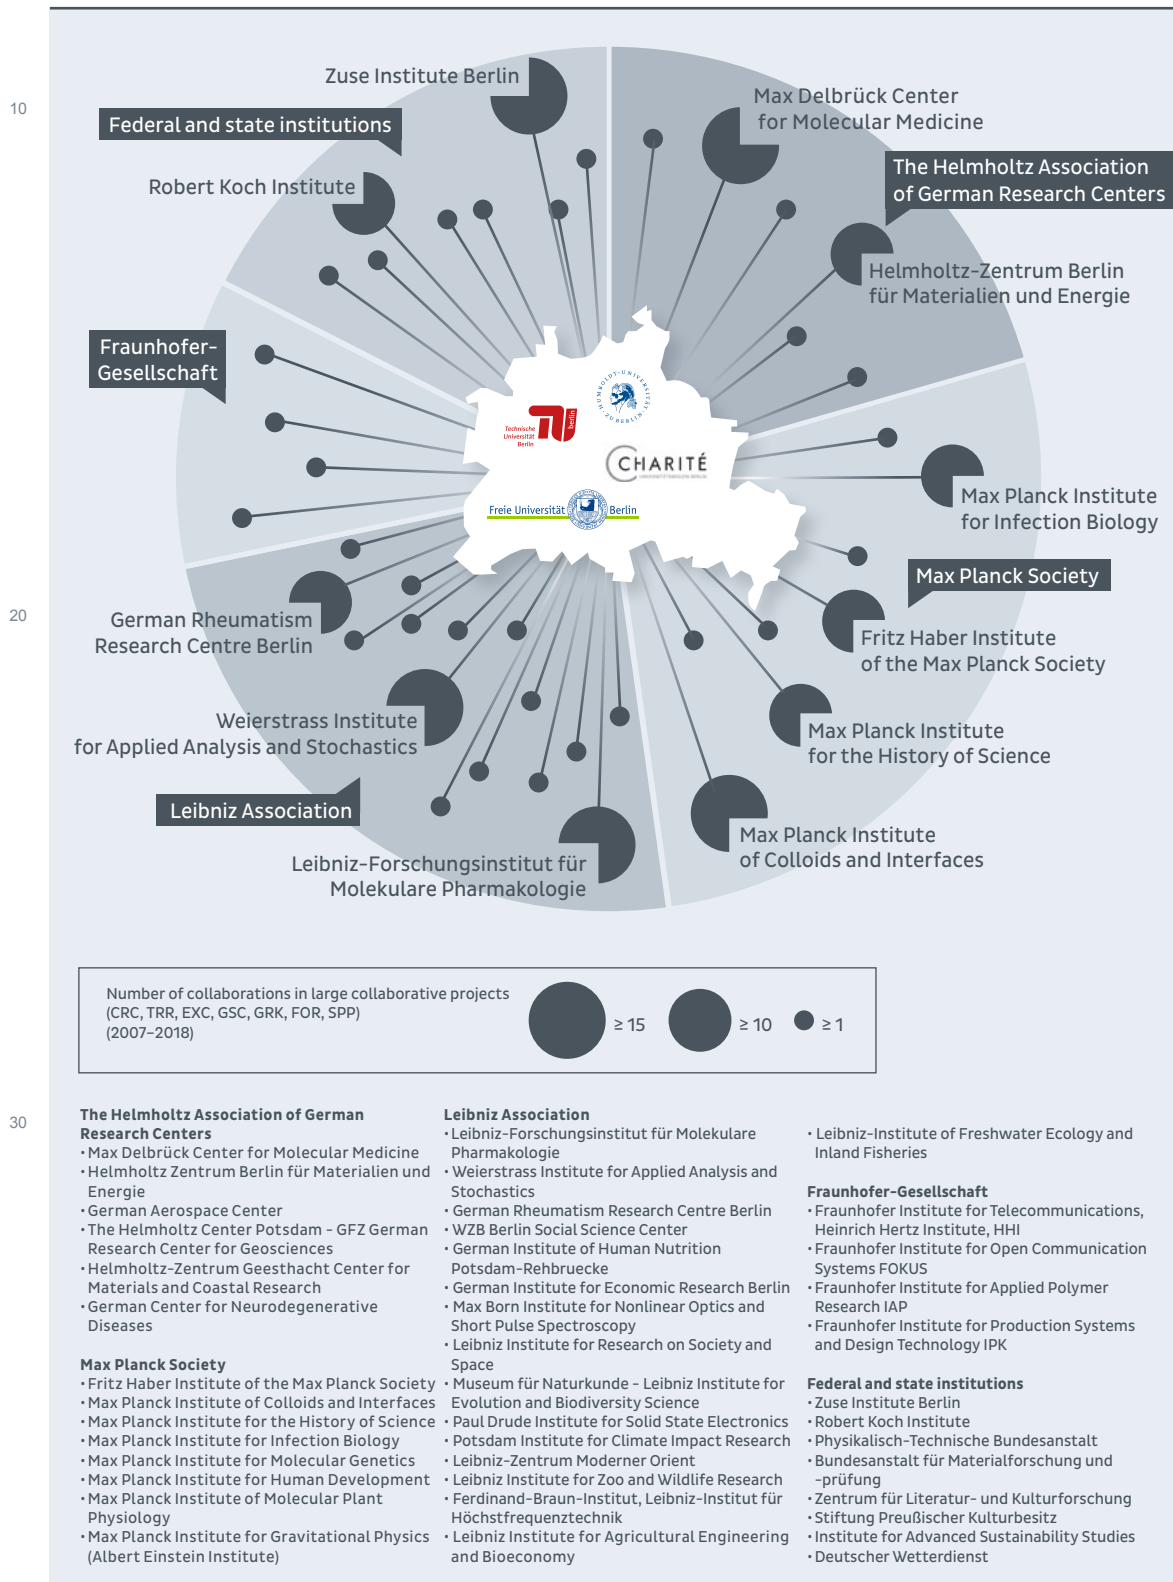 10
20
30
Zuse Institute Berlin
Federal and state institutions
Robert Koch Institute
Max Delbrück Center
for Molecular Medicine
The Helmholtz Association
of German Research Centers
Helmholtz-Zentrum Berlin
für Materialien und Energie
Fraunhofer-
Gesellschaft
HUMBOLDT-UNIVERSITÄT
ZU BERLIN
Technische
Universität
Berlin
berlin
CHARITÉ
Freie Universität
Berlin
Max Planck Institute
for Infection Biology
Max Planck Society
Fritz Haber Institute
of the Max Planck Society
Max Planck Institute
for the History of Science
Max Planck Institute
of Colloids and Interfaces
German Rheumatism
Research Centre Berlin
Weierstrass Institute
for Applied Analysis and Stochastics
Leibniz Association
Leibniz-Forschungsinstitut für
Molekulare Pharmakologie
Number of collaborations in large collaborative projects
(CRC, TRR, EXC, GSC, GRK, FOR, SPP)
(2007–2018)
≥ 15
≥ 10
≥ 1
The Helmholtz Association of German
Research Centers
• Max Delbrück Center for Molecular Medicine
• Helmholtz Zentrum Berlin für Materialien und
Energie
• German Aerospace Center
• The Helmholtz Center Potsdam - GFZ German
Research Center for Geosciences
• Helmholtz-Zentrum Geesthacht Center for
Materials and Coastal Research
• German Center for Neurodegenerative
Diseases
Max Planck Society
• Fritz Haber Institute of the Max Planck Society
• Max Planck Institute of Colloids and Interfaces
• Max Planck Institute for the History of Science
• Max Planck Institute for Infection Biology
• Max Planck Institute for Molecular Genetics
• Max Planck Institute for Human Development
• Max Planck Institute of Molecular Plant
Physiology
• Max Planck Institute for Gravitational Physics
(Albert Einstein Institute)
Leibniz Association
• Leibniz-Forschungsinstitut für Molekulare
Pharmakologie
• Weierstrass Institute for Applied Analysis and
Stochastics
• German Rheumatism Research Centre Berlin
• WZB Berlin Social Science Center
• German Institute of Human Nutrition
Potsdam-Rehbruecke
• German Institute for Economic Research Berlin
• Max Born Institute for Nonlinear Optics and
Short Pulse Spectroscopy
• Leibniz Institute for Research on Society and
Space
• Museum für Naturkunde - Leibniz Institute for
Evolution and Biodiversity Science
• Paul Drude Institute for Solid State Electronics
• Potsdam Institute for Climate Impact Research
• Leibniz-Zentrum Moderner Orient
• Leibniz Institute for Zoo and Wildlife Research
• Ferdinand-Braun-Institut, Leibniz-Institut für
Höchstfrequenztechnik
• Leibniz Institute for Agricultural Engineering
and Bioeconomy
• Leibniz-Institute of Freshwater Ecology and
Inland Fisheries
Fraunhofer-Gesellschaft
• Fraunhofer Institute for Telecommunications,
Heinrich Hertz Institute, HHI
• Fraunhofer Institute for Open Communication
Systems FOKUS
• Fraunhofer Institute for Applied Polymer
Research IAP
• Fraunhofer Institute for Production Systems
and Design Technology IPK
Federal and state institutions
• Zuse Institute Berlin
• Robert Koch Institute
• Physikalisch-Technische Bundesanstalt
• Bundesanstalt für Materialforschung und
-prüfung
• Zentrum für Literatur- und Kulturforschung
• Stiftung Preußischer Kulturbesitz
• Institute for Advanced Sustainability Studies
• Deutscher Wetterdienst